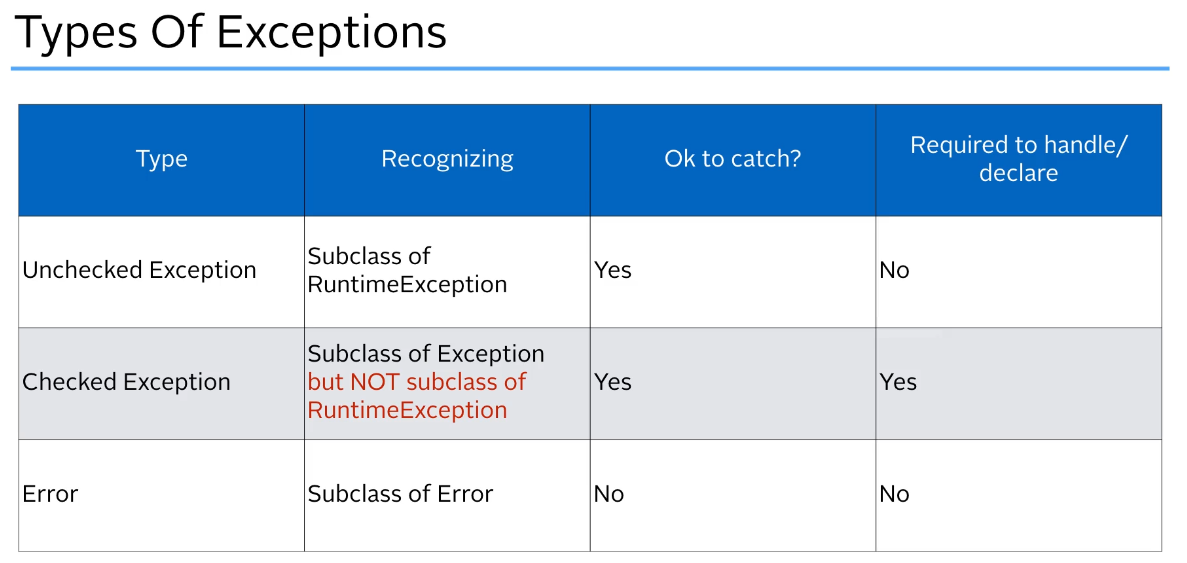 Types Of Exceptions
Type
Recognizing
Ok to catch?
Required to handle/
declare
Unchecked Exception
Subclass of
RuntimeException
Yes
No
Checked Exception
Subclass of Exception
but NOT subclass of
RuntimeException
Yes
Yes
Error
Subclass of Error
No
No